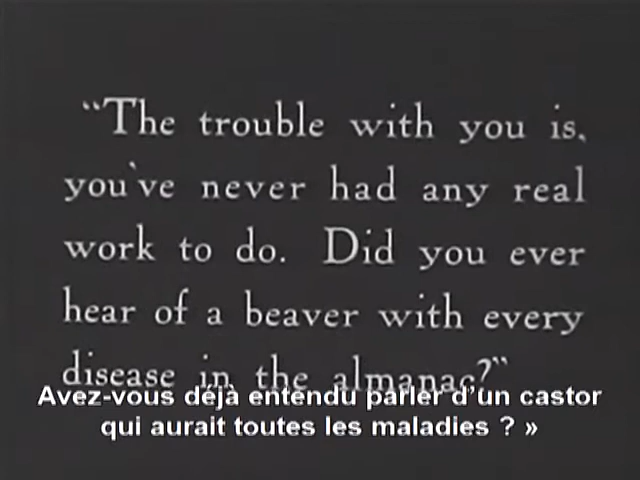 “The trouble with you is,
you've never had any real
work to do. Did you ever
hear of a beaver with every
disease in the almanac?”
Avez-vous déjà entendu parler d'un castor
qui aurait toutes les maladies ? »